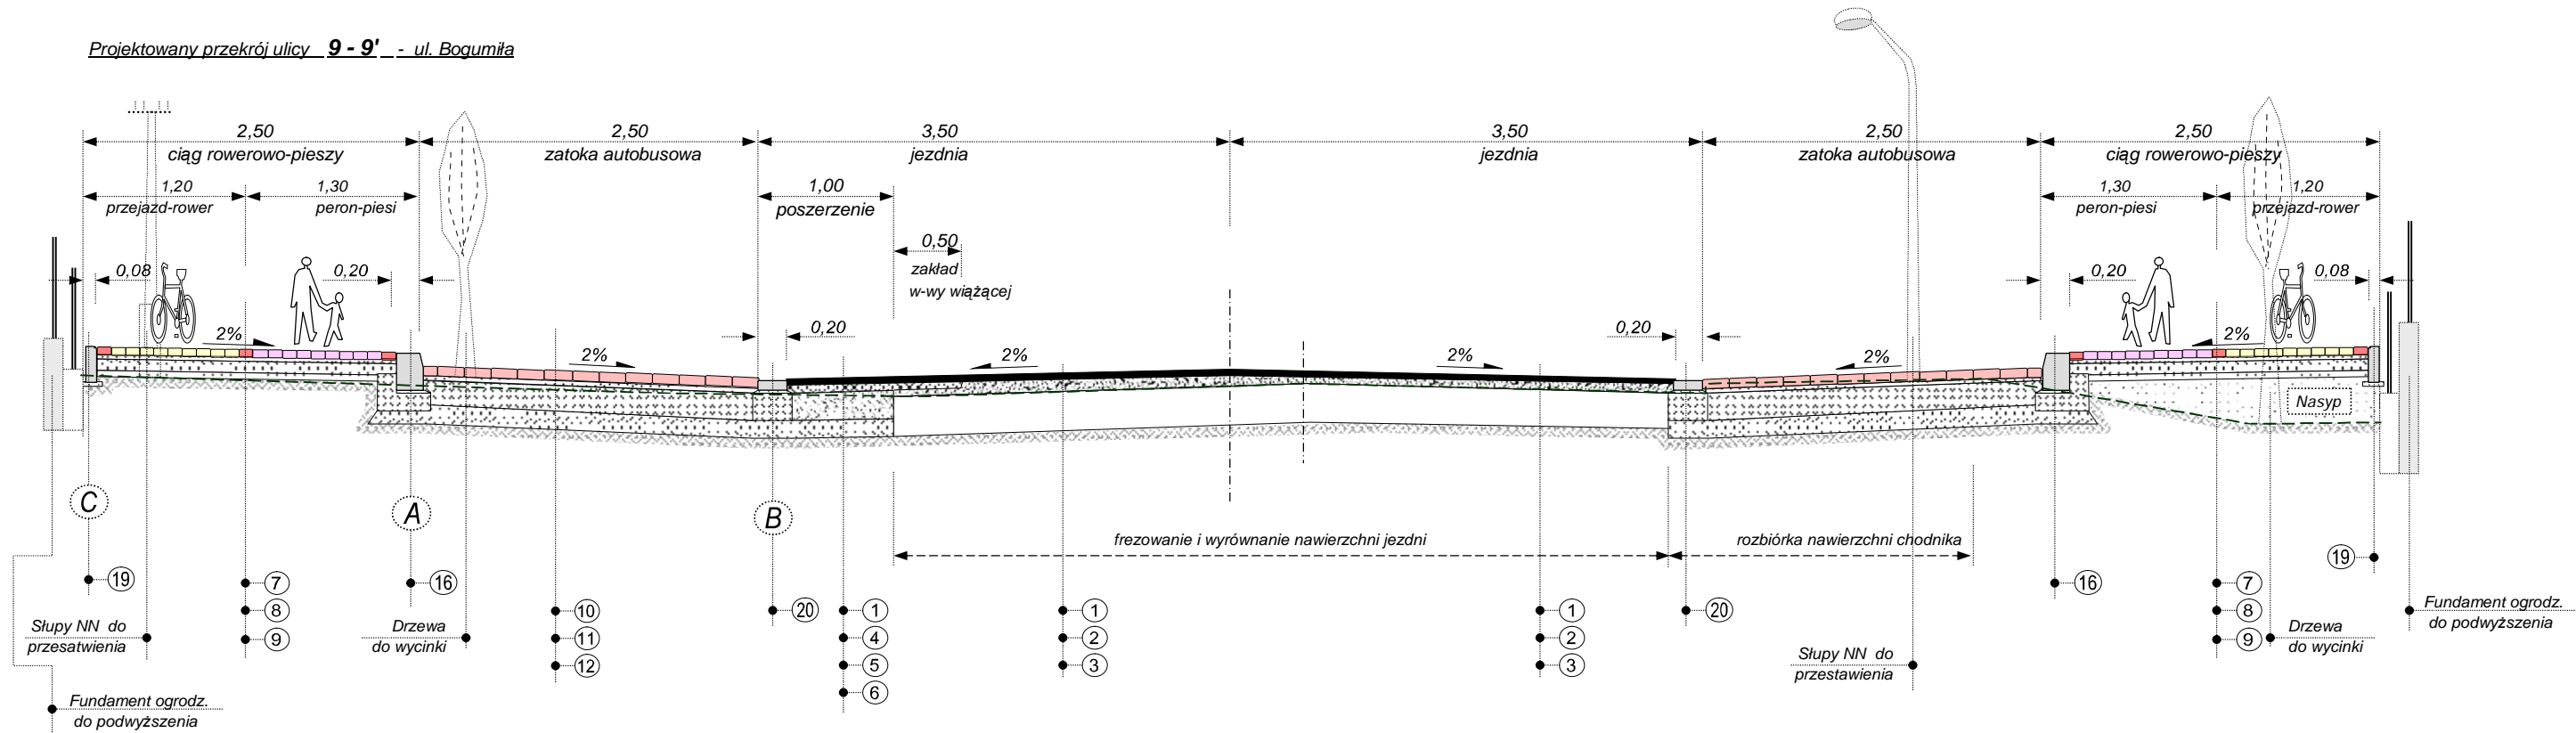 Projektowany przekrój ulicy 9 - 9' - ul. Bogumiła
2,50 2,50 3,50 3,50 2,50 2,50
ciąg rowerowo-pieszy zatoka autobusowa jezdnia jezdnia zatoka autobusowa ciąg rowerowo-pieszy
1,20 1,30 1,00 1,30 1,20
przejazd-rower peron-piesi poszerzenie peron-piesi przejazd-rower
0,50
zakład
w-wy wiążącej
0,08 0,20 0,20 0,08
0,20 0,20
2% 2% 2% 2% 2% 2%
Nasyp
C A B
frezowanie i wyrównanie nawierzchni jezdni rozbiórka nawierzchni chodnika
19 7 16 16 7 19
8 10 20 1 1 1 20 8
9 11 4 2 2 9
12 5 3 3
6
Słupy NN do
przesatwienia
Drzewa
do wycinki
Słupy NN do
przestawienia
Drzewa
do wycinki
Fundament ogrodz.
do podwyższenia
Fundament ogrodz.
do podwyższenia